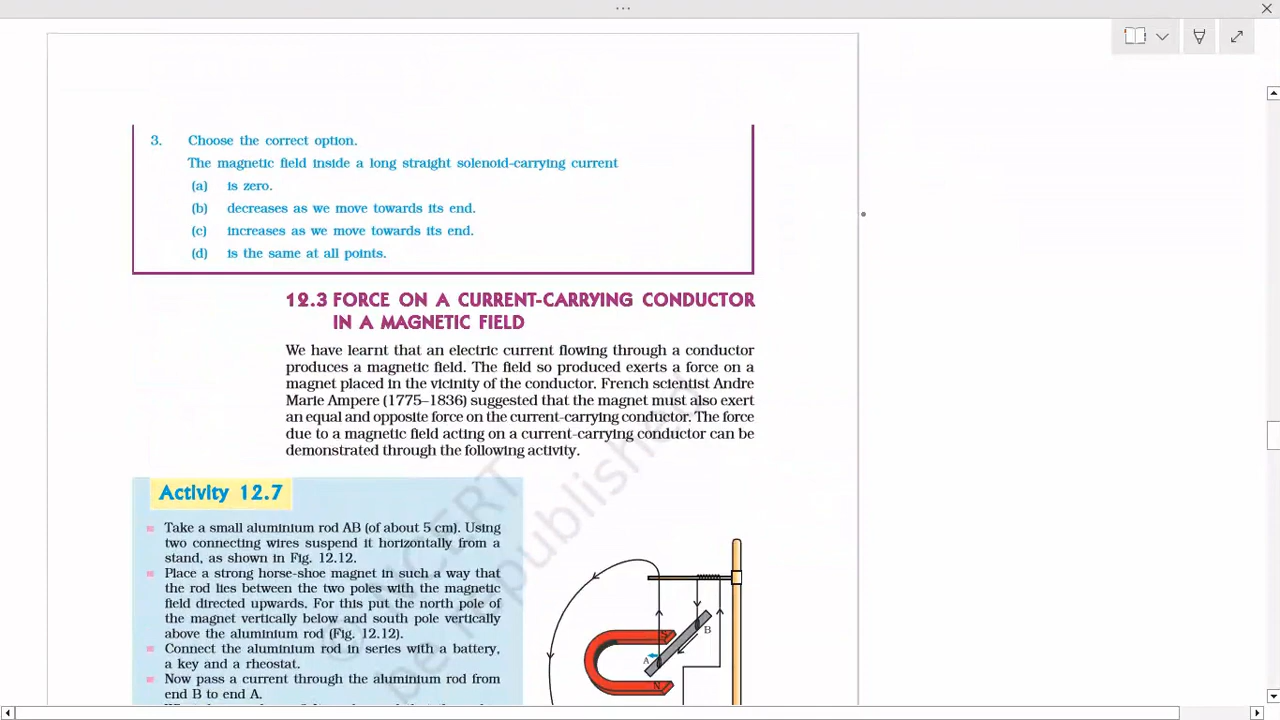 3. Choose the correct option.
The magnetic field inside a long straight solenoid-carrying current
(a) is zero.
(b) decreases as we move towards its end.
(c) increases as we move towards its end.
(d) is the same at all points.
12.3 FORCE ON A CURRENT-CARRYING CONDUCTOR
IN A MAGNETIC FIELD
We have learnt that an electric current flowing through a conductor
produces a magnetic field. The field so produced exerts a force on a
magnet placed in the vicinity of the conductor. French scientist Andre
Marie Ampere (1775–1836) suggested that the magnet must also exert
an equal and opposite force on the current-carrying conductor. The force
due to a magnetic field acting on a current-carrying conductor can be
demonstrated through the following activity.
Activity 12.7
Take a small aluminium rod AB (of about 5 cm). Using
two connecting wires suspend it horizontally from a
stand, as shown in Fig. 12.12.
Place a strong horse-shoe magnet in such a way that
the rod lies between the two poles with the magnetic
field directed upwards. For this put the north pole of
the magnet vertically below and south pole vertically
above the aluminium rod (Fig. 12.12).
Connect the aluminium rod in series with a battery,
a key and a rheostat.
Now pass a current through the aluminium rod from
end B to end A.
S
B
A
N
© NCERT
be republished